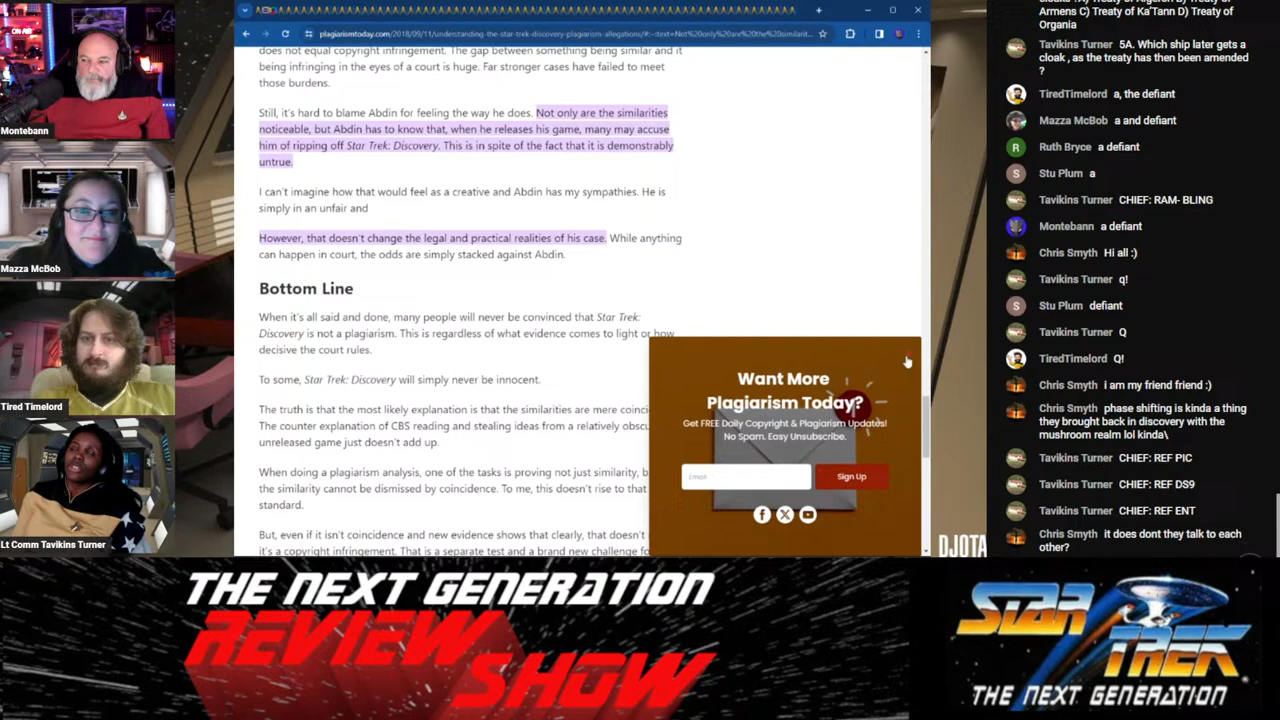 ON AIR
Montebann
Mazza McBob
Tired Timelord
Lt Comm Tavikins Turner
plagiarismtoday.com/2018/09/11/understanding-the-star-trek-discovery-plagiarism-allegations/#:~:text=Not%20only%20are%20the%20similarit...
does not equal copyright infringement. The gap between something being similar and it
being infringing in the eyes of a court is huge. Far stronger cases have failed to meet
those burdens.
Still, it's hard to blame Abdin for feeling the way he does. Not only are the similarities
noticeable, but Abdin has to know that, when he releases his game, many may accuse
him of ripping off Star Trek: Discovery. This is in spite of the fact that it is demonstrably
untrue.
I can't imagine how that would feel as a creative and Abdin has my sympathies. He is
simply in an unfair and
However, that doesn't change the legal and practical realities of his case. While anything
can happen in court, the odds are simply stacked against Abdin.
Bottom Line
When it's all said and done, many people will never be convinced that Star Trek:
Discovery is not a plagiarism. This is regardless of what evidence comes to light or how
decisive the court rules.
To some, Star Trek: Discovery will simply never be innocent.
The truth is that the most likely explanation is that the similarities are mere coinci
The counter explanation of CBS reading and stealing ideas from a relatively obscu
unreleased game just doesn't add up.
When doing a plagiarism analysis, one of the tasks is proving not just similarity, b
the similarity cannot be dismissed by coincidence. To me, this doesn't rise to that
standard.
But, even if it isn't coincidence and new evidence shows that clearly, that doesn't
it's a copyright infringement. That is a separate test and a brand new challenge fo
Want More
Plagiarism Today?
Get FREE Daily Copyright & Plagiarism Updates!
No Spam. Easy Unsubscribe.
Email
Sign Up
DJOTA
Armens C) Treaty of Ka'Tann D) Treaty of
Organia
Tavikins Turner 5A. Which ship later gets a
cloak , as the treaty has then been amended
?
TiredTimelord a, the defiant
Mazza McBob a and defiant
R Ruth Bryce a defiant
S Stu Plum a
Tavikins Turner CHIEF: RAM- BLING
Montebann a defiant
Chris Smyth Hi all :)
Tavikins Turner q!
S Stu Plum defiant
Tavikins Turner Q
TiredTimelord Q!
Chris Smyth i am my friend friend :)
Chris Smyth phase shifting is kinda a thing
they brought back in discovery with the
mushroom realm lol kinda\
Tavikins Turner CHIEF: REF PIC
Tavikins Turner CHIEF: REF DS9
Tavikins Turner CHIEF: REF ENT
Chris Smyth it does dont they talk to each
other?
THE NEXT GENERATION
REVIEW
SHOW
STAR
TREK
THE NEXT GENERATION